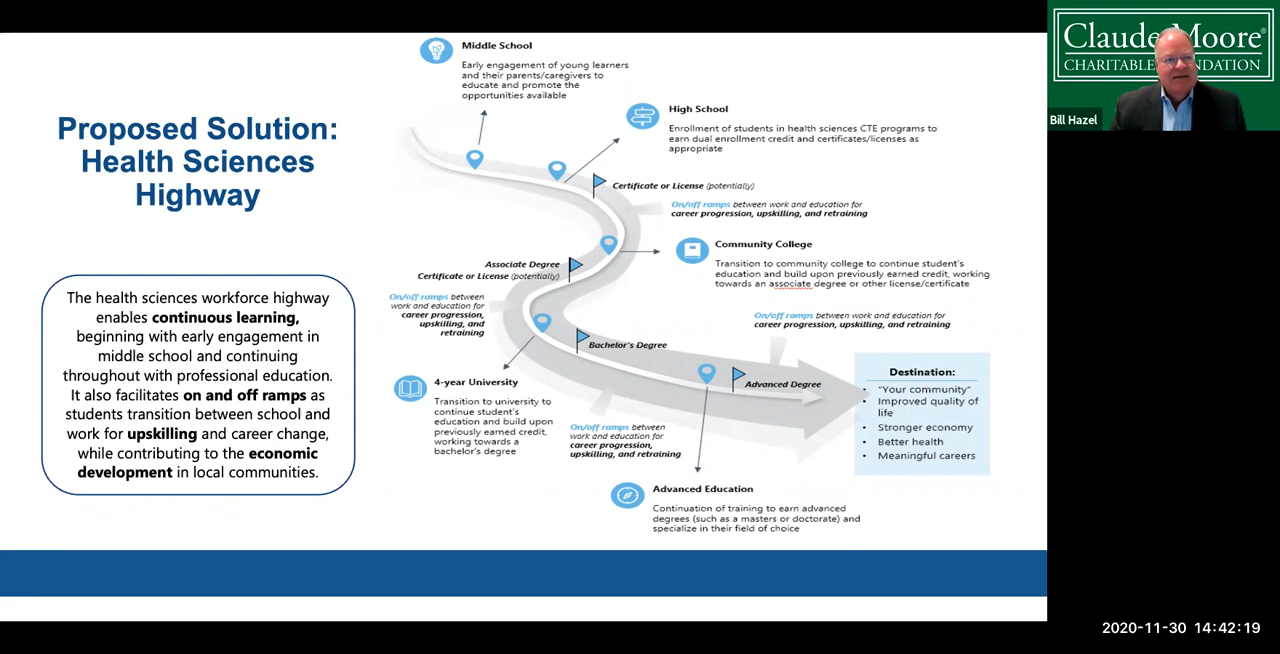 Proposed Solution:
Health Sciences
Highway
The health sciences workforce highway
enables continuous learning,
beginning with early engagement in
middle school and continuing
throughout with professional education.
It also facilitates on and off ramps as
students transition between school and
work for upskilling and career change,
while contributing to the economic
development in local communities.
Middle School
Early engagement of young learners
and their parents/caregivers to
educate and promote the
opportunities available
High School
Enrollment of students in health sciences CTE programs to
earn dual enrollment credit and certificates/licenses as
appropriate
Certificate or License (potentially)
On/off ramps between work and education for
career progression, upskilling, and retraining
Community College
Transition to community college to continue student's
education and build upon previously earned credit, working
towards an associate degree or other license/certificate
Associate Degree
Certificate or License (potentially)
On/off ramps between
work and education for
career progression,
upskilling, and
retraining
On/off ramps between work and education for
career progression, upskilling, and retraining
Bachelor's Degree
4-year University
Transition to university to
continue student's
education and build upon
previously earned credit,
working towards a
bachelor's degree
Advanced Degree
On/off ramps between
work and education for
career progression,
upskilling, and retraining
Destination:
• "Your community"
• Improved quality of
life
• Stronger economy
• Better health
• Meaningful careers
Advanced Education
Continuation of training to earn advanced
degrees (such as a masters or doctorate) and
specialize in their field of choice
Claude Moore®
CHARITABLE FOUNDATION
Bill Hazel
2020-11-30 14:42:19